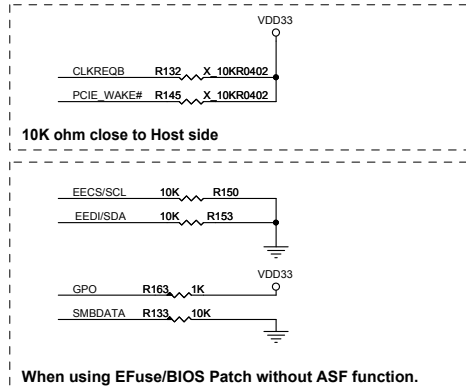 VDD33
CLKREQB R132 X_10KR0402
PCIE_WAKE# R145 X_10KR0402
10K ohm close to Host side
EECS/SCL 10K R150
EEDI/SDA 10K R153
VDD33
GPO R163 1K
SMBDATA R133 10K
When using EFuse/BIOS Patch without ASF function.